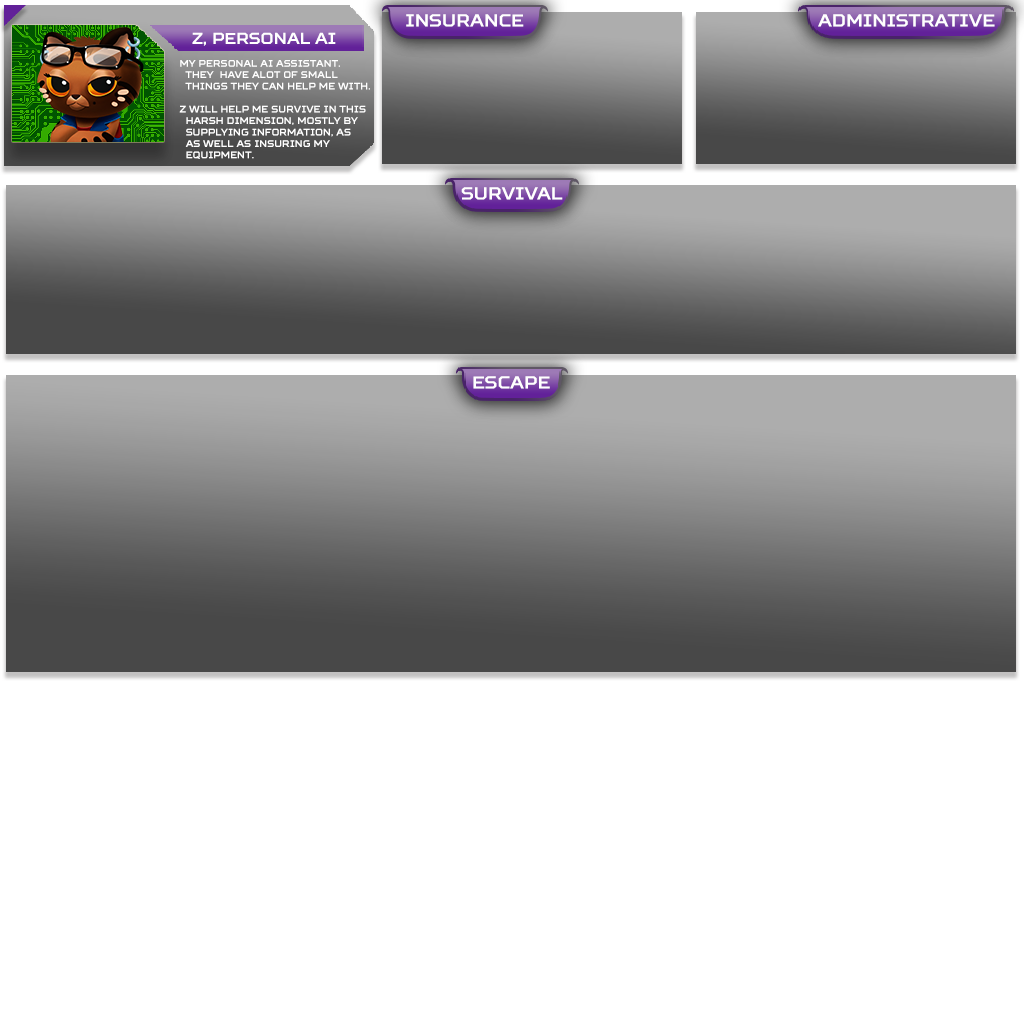 Z, PERSONAL AI
MY PERSONAL AI ASSISTANT.
THEY HAVE ALOT OF SMALL
THINGS THEY CAN HELP ME WITH.
Z WILL HELP ME SURVIVE IN THIS
HARSH DIMENSION, MOSTLY BY
SUPPLYING INFORMATION, AS
AS WELL AS INSURING MY
EQUIPMENT.
INSURANCE
ADMINISTRATIVE
SURVIVAL
ESCAPE